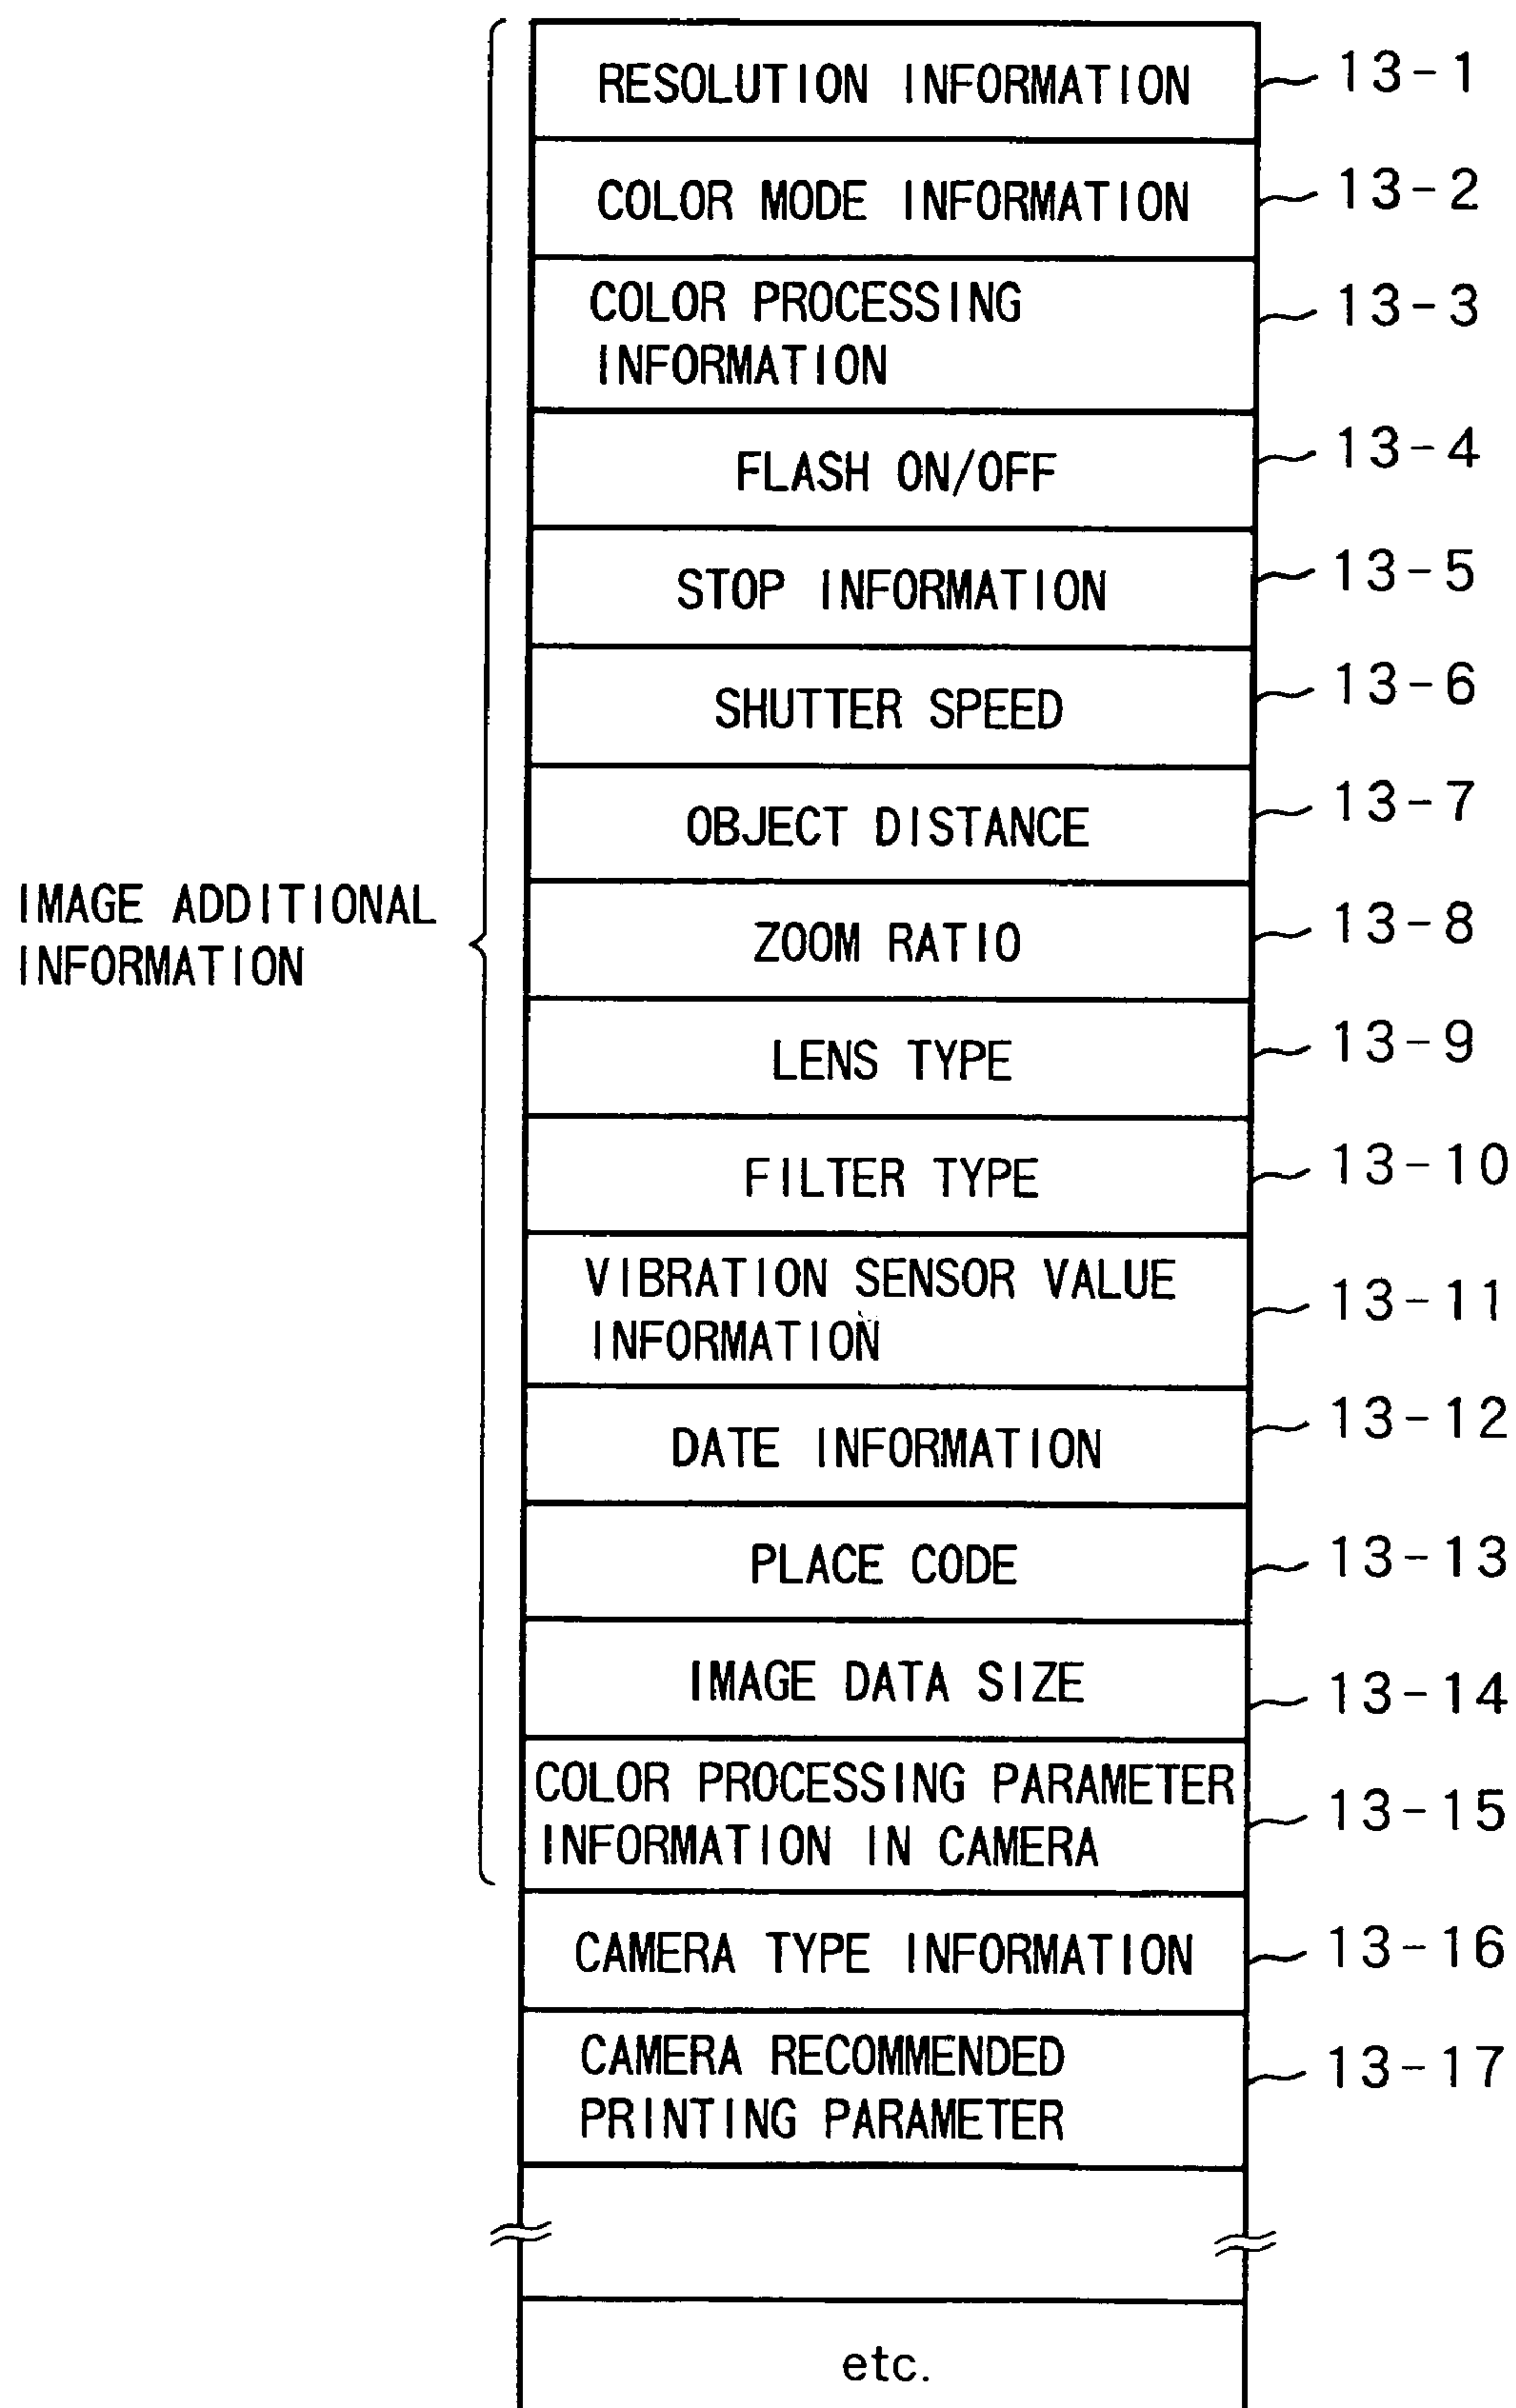 RESOLUTION INFORMATION 13-1
COLOR MODE INFORMATION 13-2
COLOR PROCESSING
INFORMATION 13-3
FLASH ON/OFF 13-4
STOP INFORMATION 13-5
SHUTTER SPEED 13-6
OBJECT DISTANCE 13-7
IMAGE ADDITIONAL
INFORMATION
ZOOM RATIO 13-8
LENS TYPE 13-9
FILTER TYPE 13-10
VIBRATION SENSOR VALUE
INFORMATION 13-11
DATE INFORMATION 13-12
PLACE CODE 13-13
IMAGE DATA SIZE 13-14
COLOR PROCESSING PARAMETER
INFORMATION IN CAMERA 13-15
CAMERA TYPE INFORMATION 13-16
CAMERA RECOMMENDED
PRINTING PARAMETER 13-17
etc.